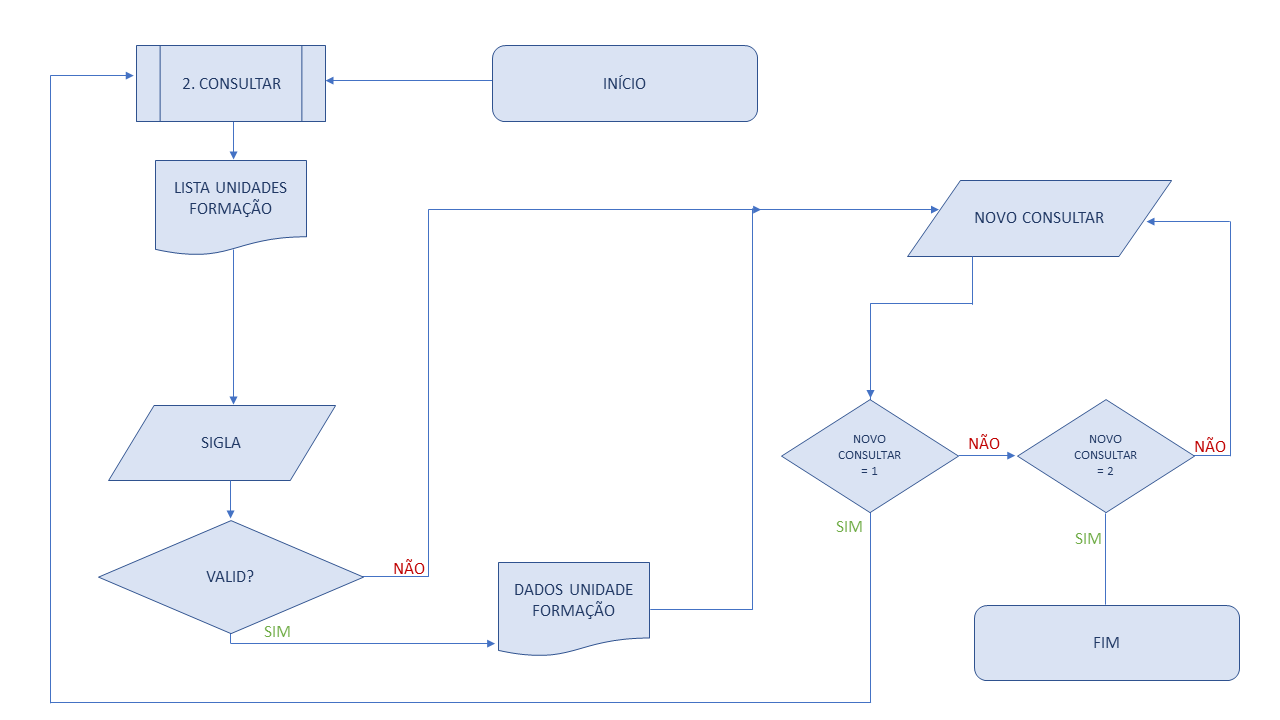 2. CONSULTAR
INÍCIO
LISTA UNIDADES
FORMAÇÃO
NOVO CONSULTAR
SIGLA
NOVO
CONSULTAR
= 1
NÃO
NOVO
CONSULTAR
= 2
NÃO
SIM
SIM
VALID?
NÃO
DADOS UNIDADE
FORMAÇÃO
SIM
FIM